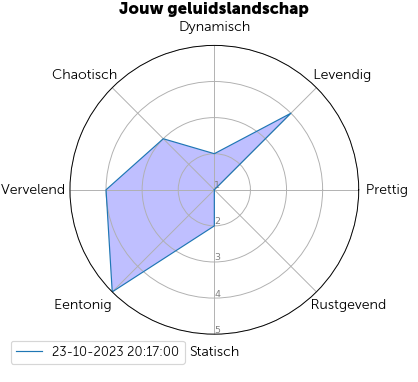 Jouw geluidslandschap
Dynamisch
Chaotisch
Levendig
Vervelend
1
Prettig
2
3
4
Eentonig
Rustgevend
5
23-10-2023 20:17:00
Statisch